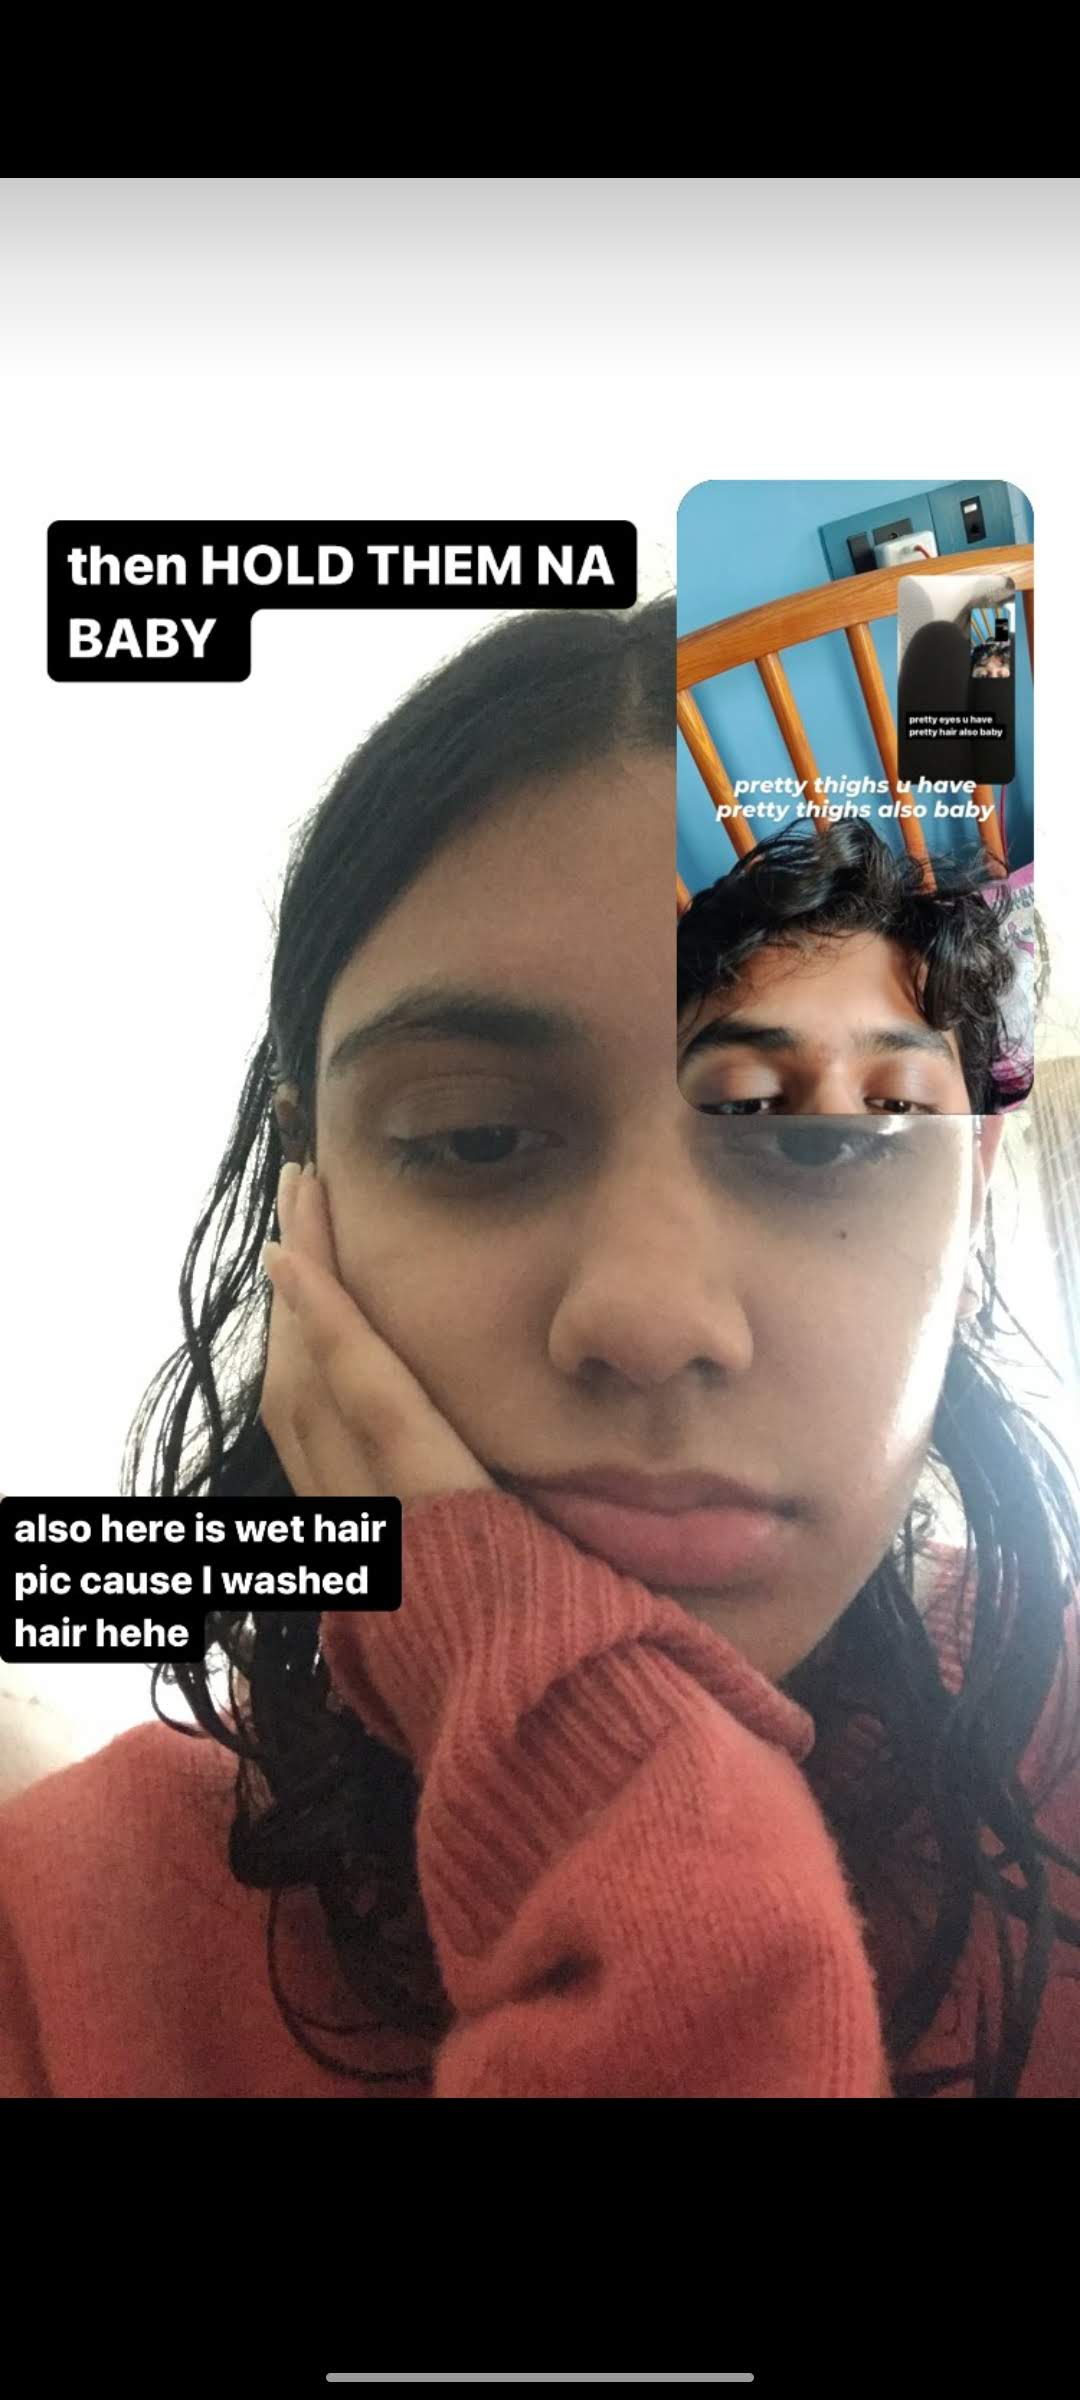 then HOLD THEM NA
BABY
pretty eyes u have
pretty hair also baby
pretty thighs u have
pretty thighs also baby
also here is wet hair
pic cause I washed
hair hehe